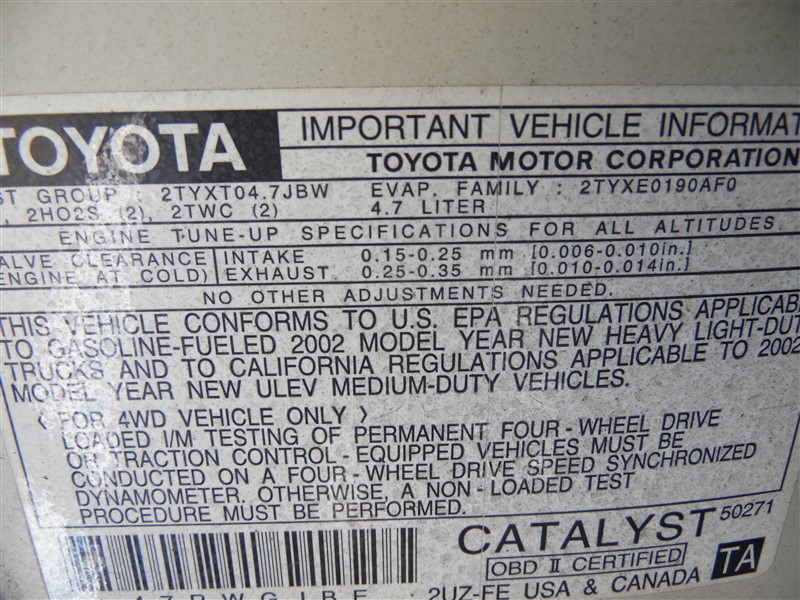 TOYOTA
IMPORTANT VEHICLE INFORMAT
TOYOTA MOTOR CORPORATION
ST GROUP : 2TYXT04.7JBW EVAP. FAMILY : 2TYXE0190AF0
, 2HO2S (2), 2TWC (2) 4.7 LITER
ENGINE TUNE-UP SPECIFICATIONS FOR ALL ALTITUDES
ALVE CLEARANCE INTAKE 0.15-0.25 mm [0.006-0.010in.]
ENGINE AT COLD) EXHAUST 0.25-0.35 mm [0.010-0.014in.]
NO OTHER ADJUSTMENTS NEEDED.
THIS VEHICLE CONFORMS TO U.S. EPA REGULATIONS APPLICAB
TO GASOLINE-FUELED 2002 MODEL YEAR NEW HEAVY LIGHT-DUT
TRUCKS AND TO CALIFORNIA REGULATIONS APPLICABLE TO 2002
MODEL YEAR NEW ULEV MEDIUM-DUTY VEHICLES.
〈 FOR 4WD VEHICLE ONLY 〉
LOADED I/M TESTING OF PERMANENT FOUR-WHEEL DRIVE
OR TRACTION CONTROL-EQUIPPED VEHICLES MUST BE
CONDUCTED ON A FOUR-WHEEL DRIVE SPEED SYNCHRONIZED
DYNAMOMETER. OTHERWISE, A NON-LOADED TEST
PROCEDURE MUST BE PERFORMED.
CATALYST 50271
OBD II CERTIFIED TA
2UZ-FE USA & CANADA